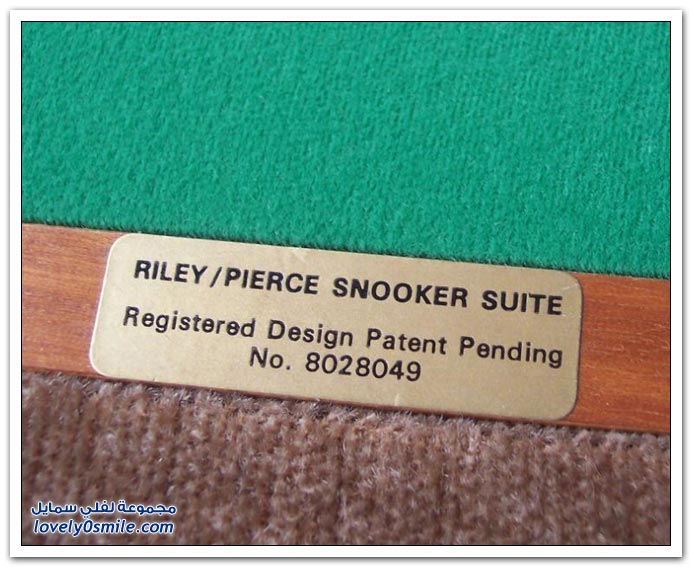 RILEY/PIERCE SNOOKER SUITE
Registered Design Patent Pending
No. 8028049
مجموعة لفلي سمايل
lovely0smile.com